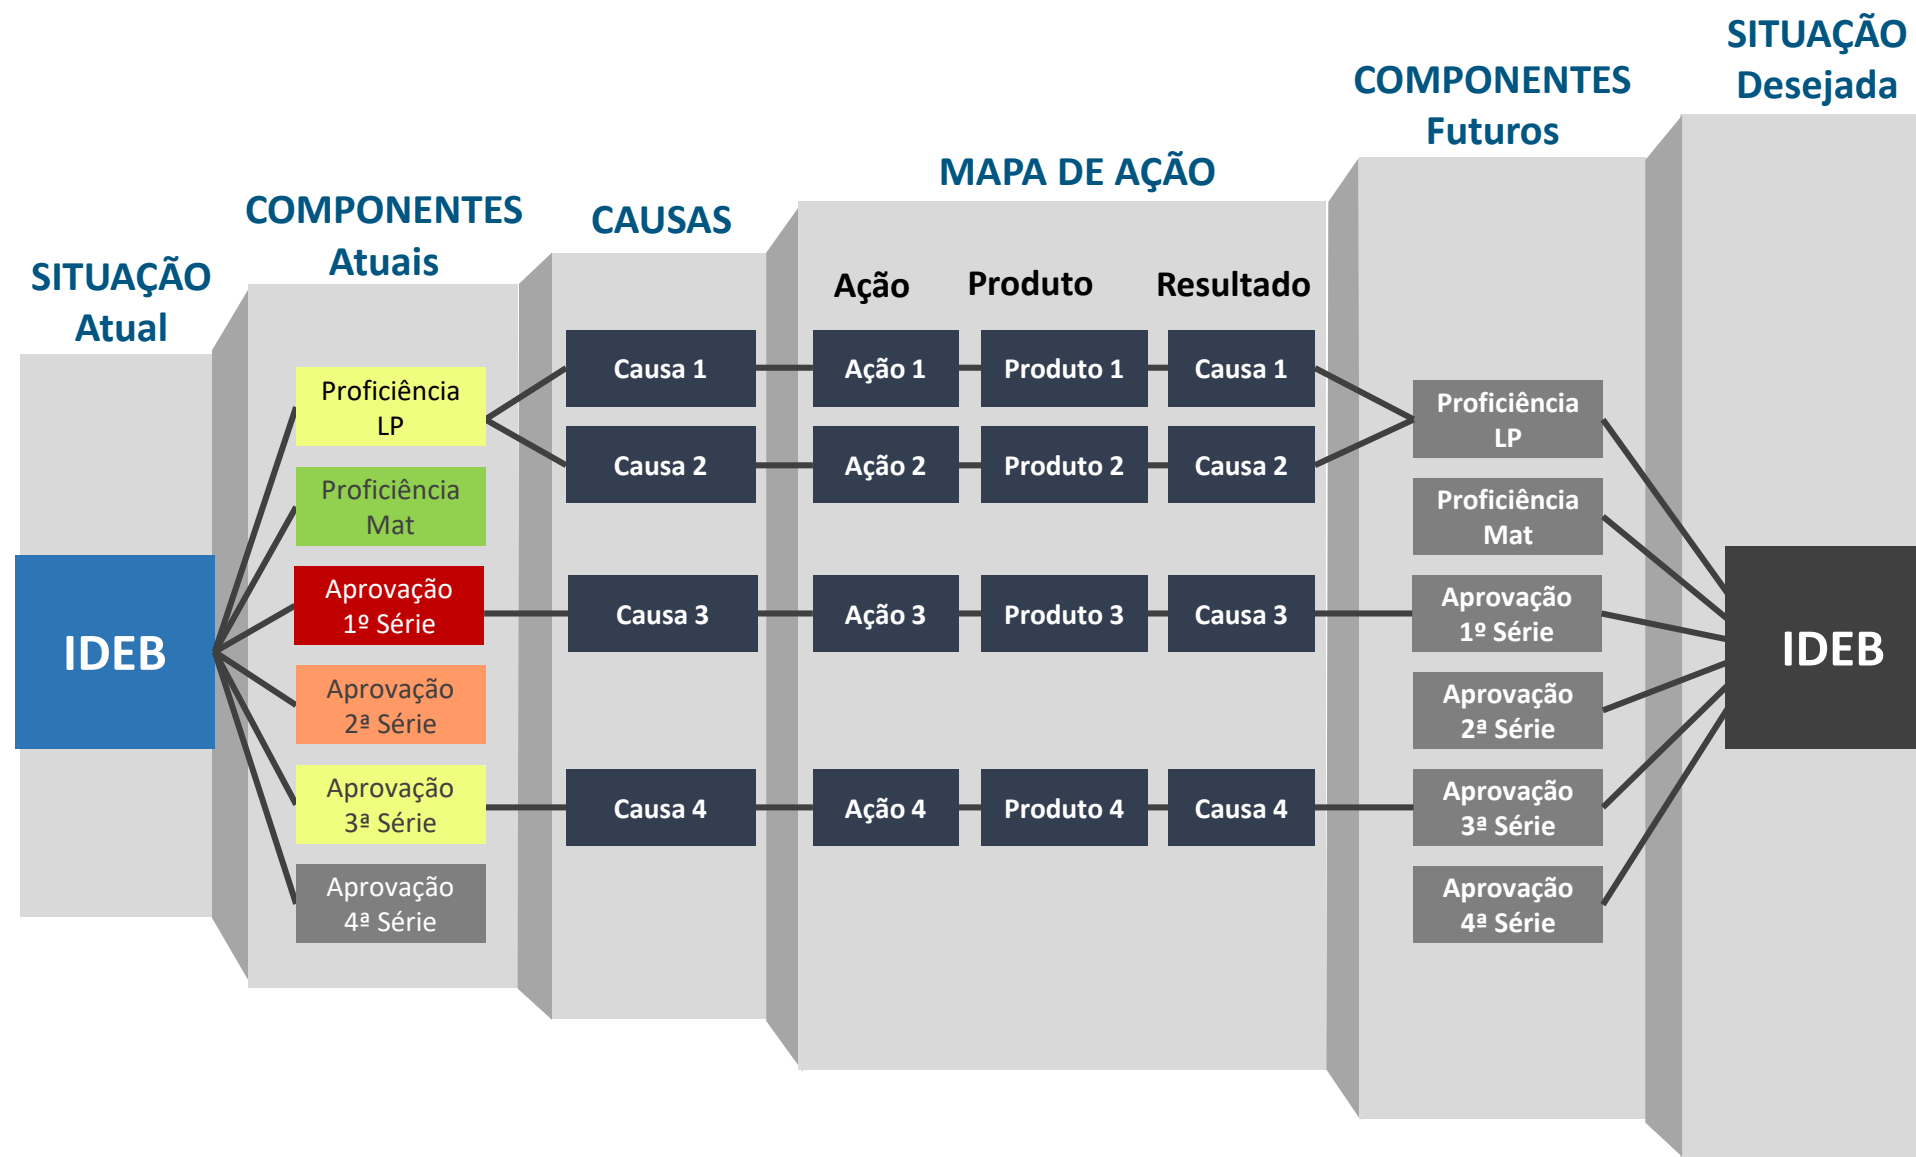 SITUAÇÃO
Atual
IDEB
COMPONENTES
Atuais
Proficiência
LP
Proficiência
Mat
Aprovação
1º Série
Aprovação
2ª Série
Aprovação
3ª Série
Aprovação
4ª Série
CAUSAS
Causa 1
Causa 2
Causa 3
Causa 4
MAPA DE AÇÃO
Ação
Produto
Resultado
Ação 1
Produto 1
Causa 1
Ação 2
Produto 2
Causa 2
Ação 3
Produto 3
Causa 3
Ação 4
Produto 4
Causa 4
COMPONENTES
Futuros
Proficiência
LP
Proficiência
Mat
Aprovação
1º Série
Aprovação
2ª Série
Aprovação
3ª Série
Aprovação
4ª Série
SITUAÇÃO
Desejada
IDEB